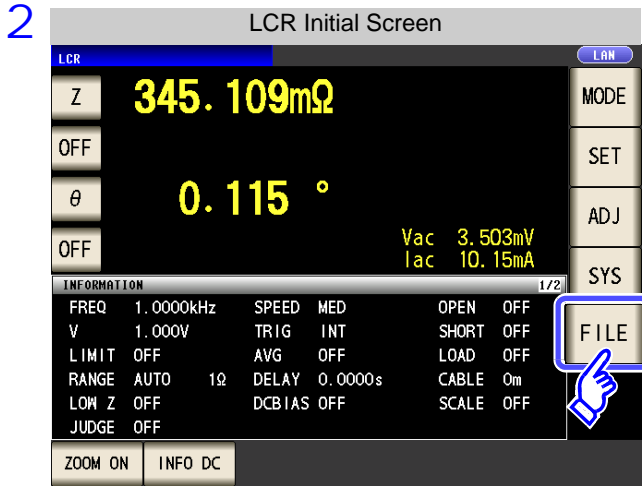 2
LCR Initial Screen
LCR
LAN
Z
345.109mΩ
MODE
OFF
SET
θ
0.115 °
ADJ
OFF
Vac 3.503mV
Iac 10.15mA
SYS
INFORMATION 1/2
FREQ 1.0000kHz SPEED MED OPEN OFF
V 1.000V TRIG INT SHORT OFF
LIMIT OFF AVG OFF LOAD OFF
RANGE AUTO 1Ω DELAY 0.0000s CABLE 0m
LOW Z OFF DCBIAS OFF SCALE OFF
JUDGE OFF
FILE
ZOOM ON INFO DC